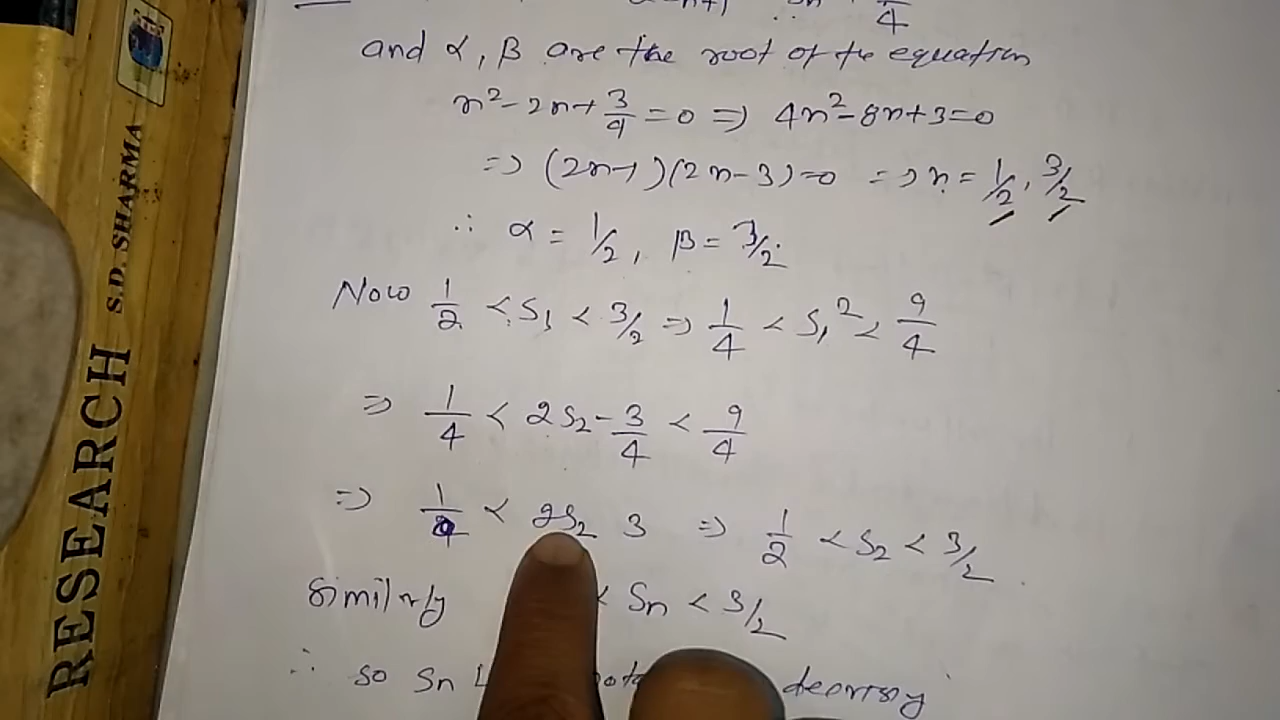 and α, β are the root of the equation
x² - 2x + 3/4 = 0 ⇒ 4x² - 8x + 3 = 0
⇒ (2x-1)(2x-3) = 0 ⇒ x = 1/2, 3/2
∴ α = 1/2, β = 3/2
Now 1/2 < S₁ < 3/2 ⇒ 1/4 < S₁² < 9/4
⇒ 1/4 < 2S₂ - 3/4 < 9/4
⇒ < 2S₂ 3 ⇒ 1/2 < S₂ < 3/2
Similarly < Sn < 3/2
∴ so Sn
RESEARCH S.D. SHARMA